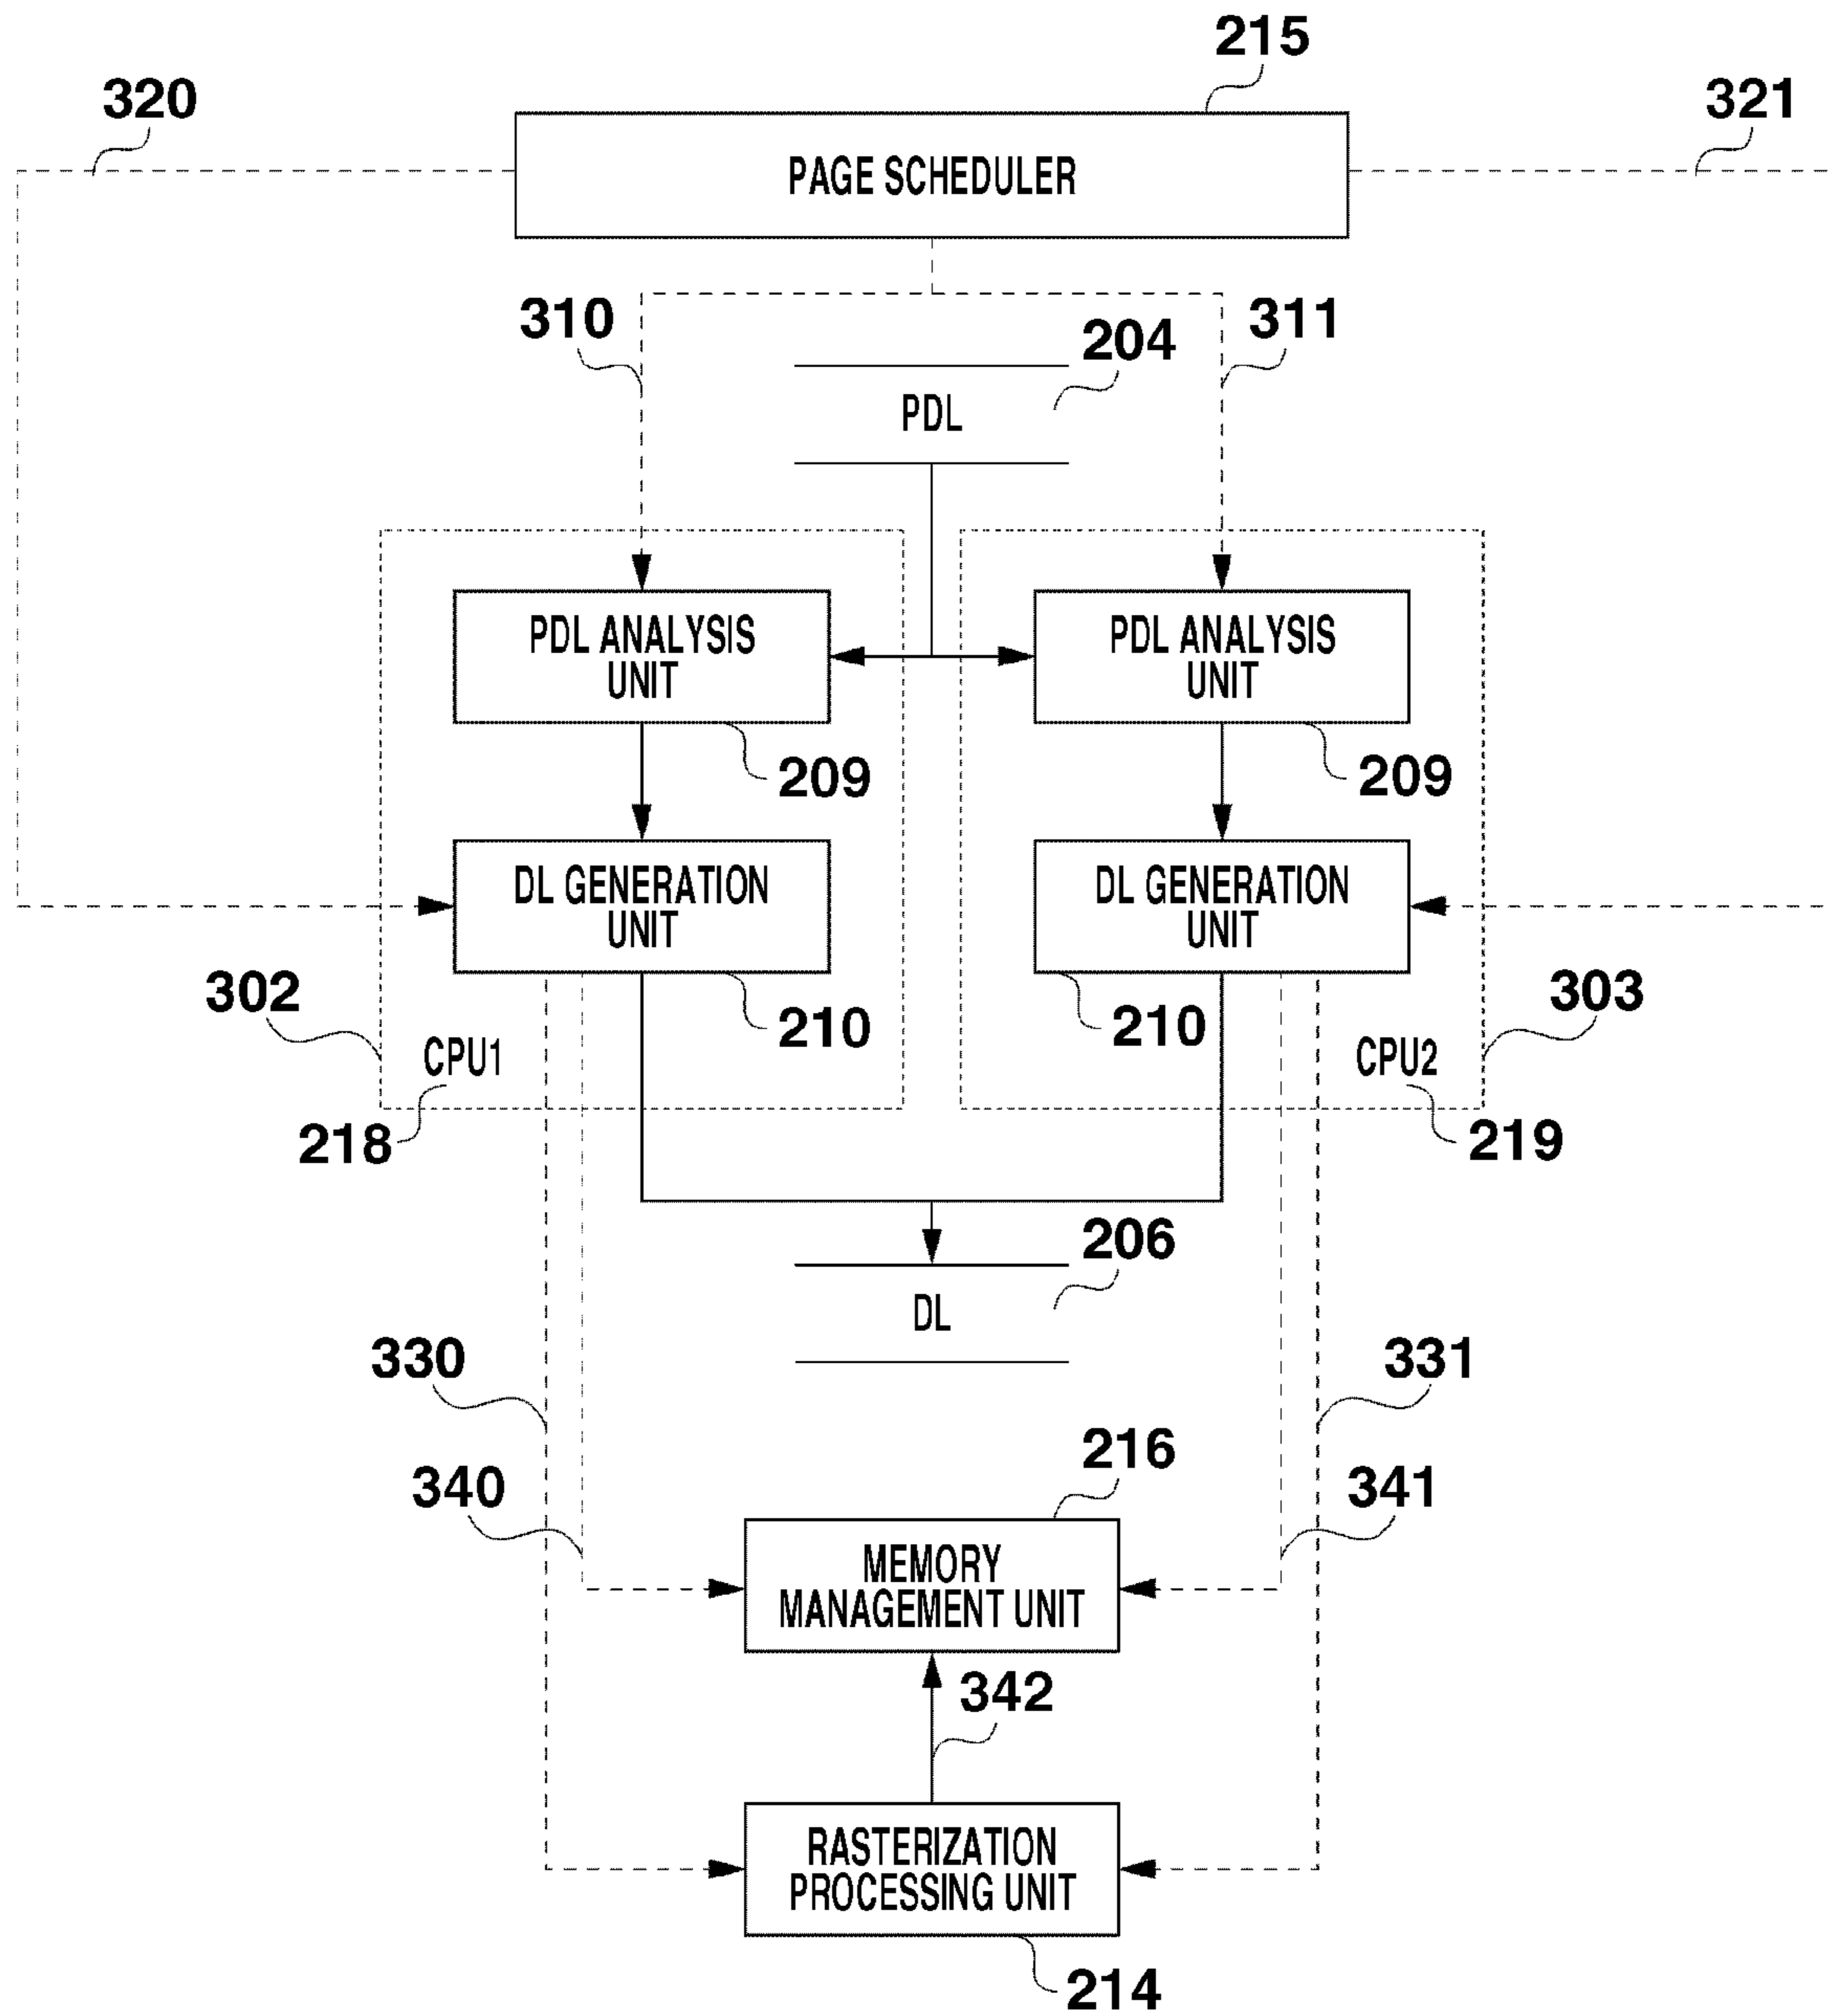 215
320
321
PAGE SCHEDULER
310
204
311
PDL
PDL ANALYSIS
UNIT
PDL ANALYSIS
UNIT
209
209
DL GENERATION
UNIT
DL GENERATION
UNIT
302
210
210
303
CPU1
CPU2
218
219
206
DL
330
331
216
340
341
MEMORY
MANAGEMENT UNIT
342
RASTERIZATION
PROCESSING UNIT
214